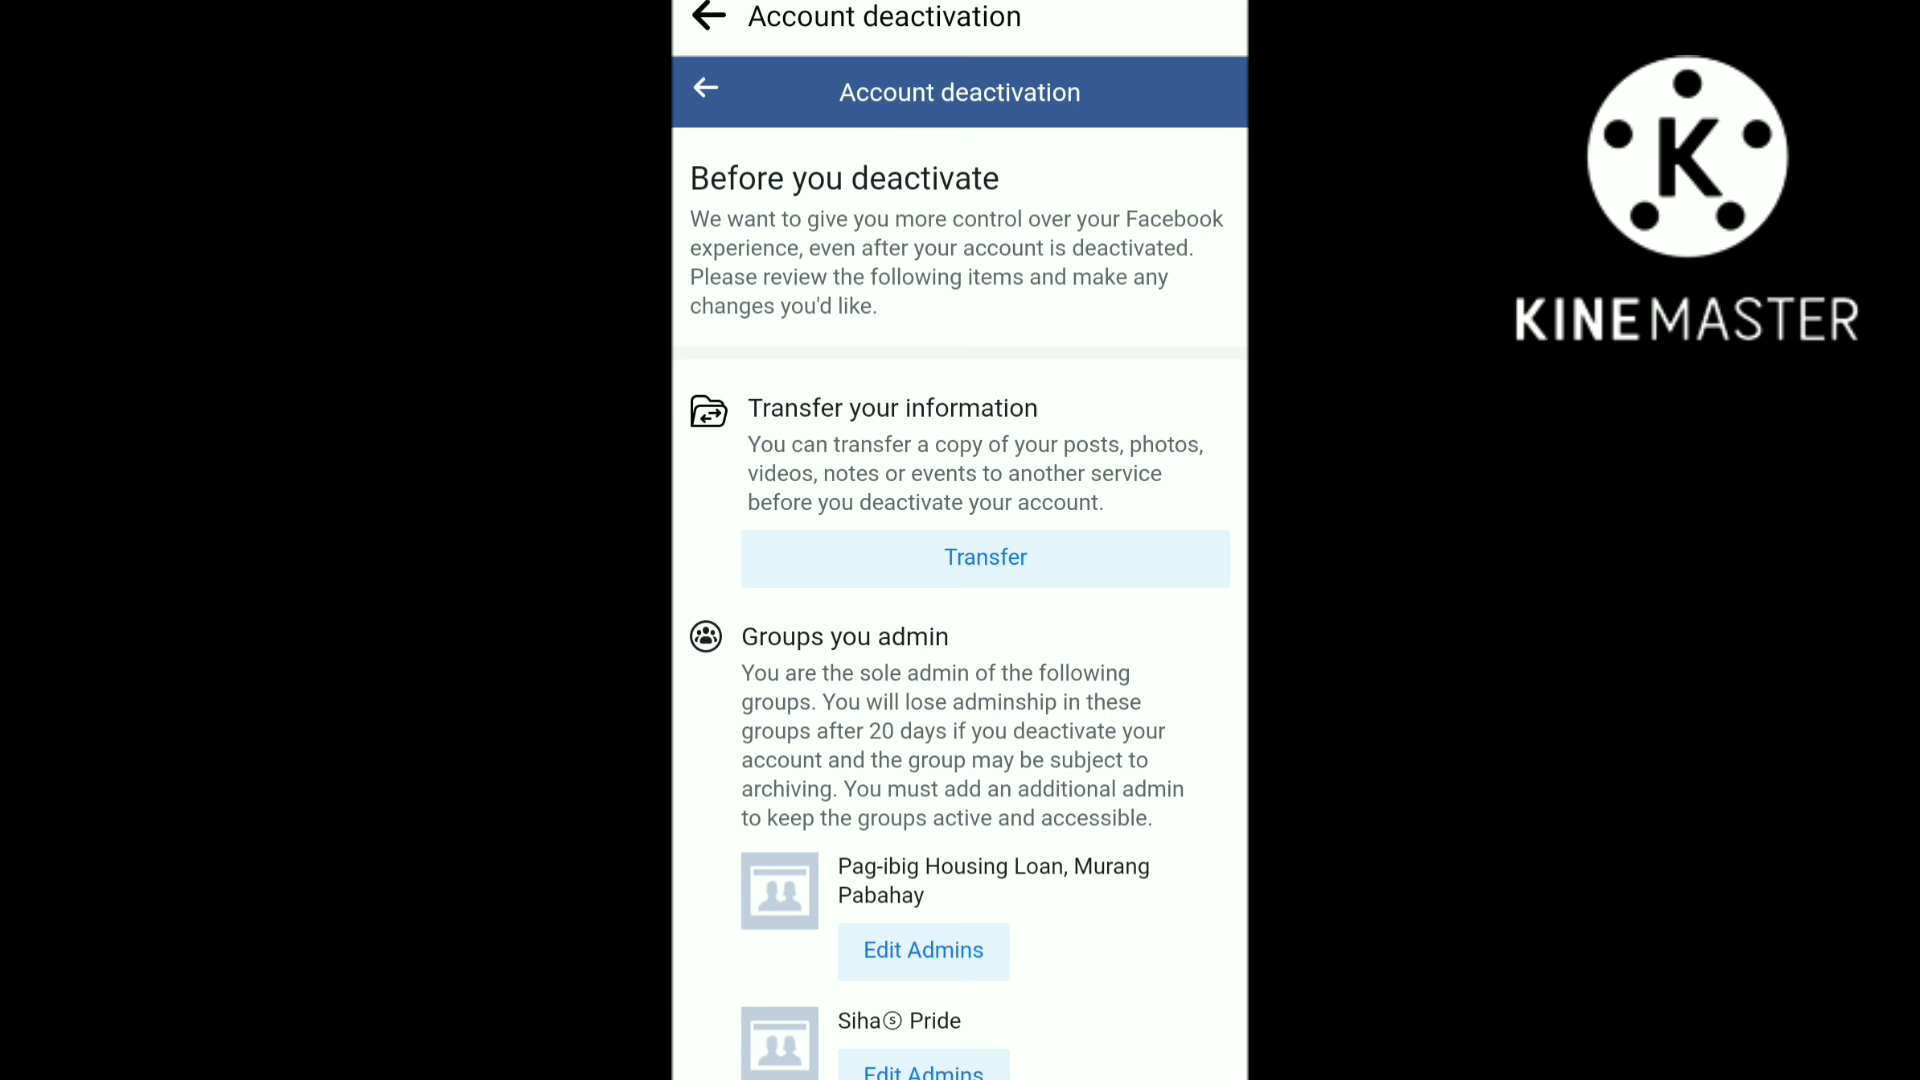 Account deactivation
Account deactivation
Before you deactivate
We want to give you more control over your Facebook
experience, even after your account is deactivated.
Please review the following items and make any
changes you'd like.
Transfer your information
You can transfer a copy of your posts, photos,
videos, notes or events to another service
before you deactivate your account.
Transfer
Groups you admin
You are the sole admin of the following
groups. You will lose adminship in these
groups after 20 days if you deactivate your
account and the group may be subject to
archiving. You must add an additional admin
to keep the groups active and accessible.
Pag-ibig Housing Loan, Murang
Pabahay
Edit Admins
Sihaⓢ Pride
Edit Admins
K
KINEMASTER